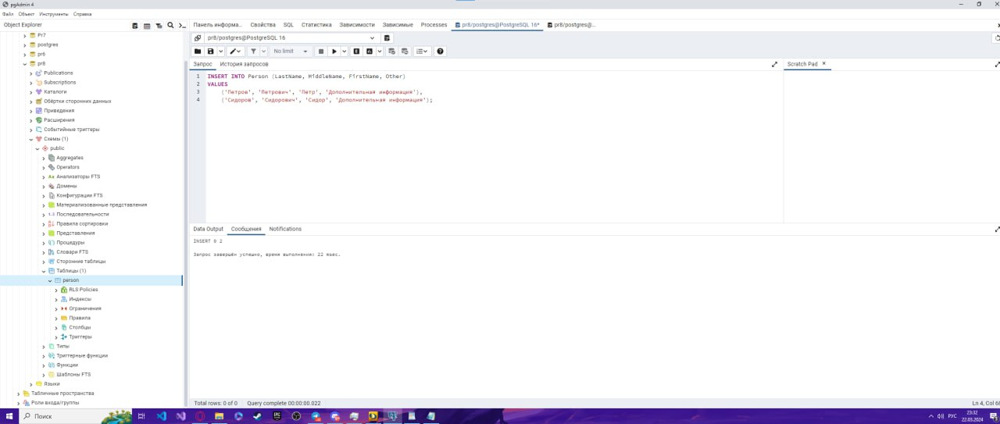 pgAdmin 4
Файл Объект Инструменты Справка
Object Explorer
Pr7
postgres
pr6
pr8
Publications
Subscriptions
Каталоги
Обёртки сторонних данных
Приведения
Расширения
Событийные триггеры
Схемы (1)
public
Aggregates
Operators
Анализаторы FTS
Домены
Конфигурации FTS
Материализованные представления
Последовательности
Правила сортировки
Представления
Процедуры
Словари FTS
Сторонние таблицы
Таблицы (1)
person
RLS Policies
Индексы
Ограничения
Правила
Столбцы
Триггеры
Типы
Триггерные функции
Функции
Шаблоны FTS
Языки
Табличные пространства
Роли входа/группы
Панель информа... Свойства SQL Статистика Зависимости Зависимые Processes pr8/postgres@PostgreSQL 16* pr8/postgres@...
pr8/postgres@PostgreSQL 16
No limit
Запрос История запросов
Scratch Pad
1 INSERT INTO Person (LastName, MiddleName, FirstName, Other)
2 VALUES
3 ('Петров', 'Петрович', 'Петр', 'Дополнительная информация'),
4 ('Сидоров', 'Сидорович', 'Сидор', 'Дополнительная информация');
Data Output Сообщения Notifications
INSERT 0 2
Запрос завершён успешно, время выполнения: 22 msec.
Total rows: 0 of 0 Query complete 00:00:00.022
Ln 4, Col 68
Поиск
EPIC
РУС
23:32
22.03.2024